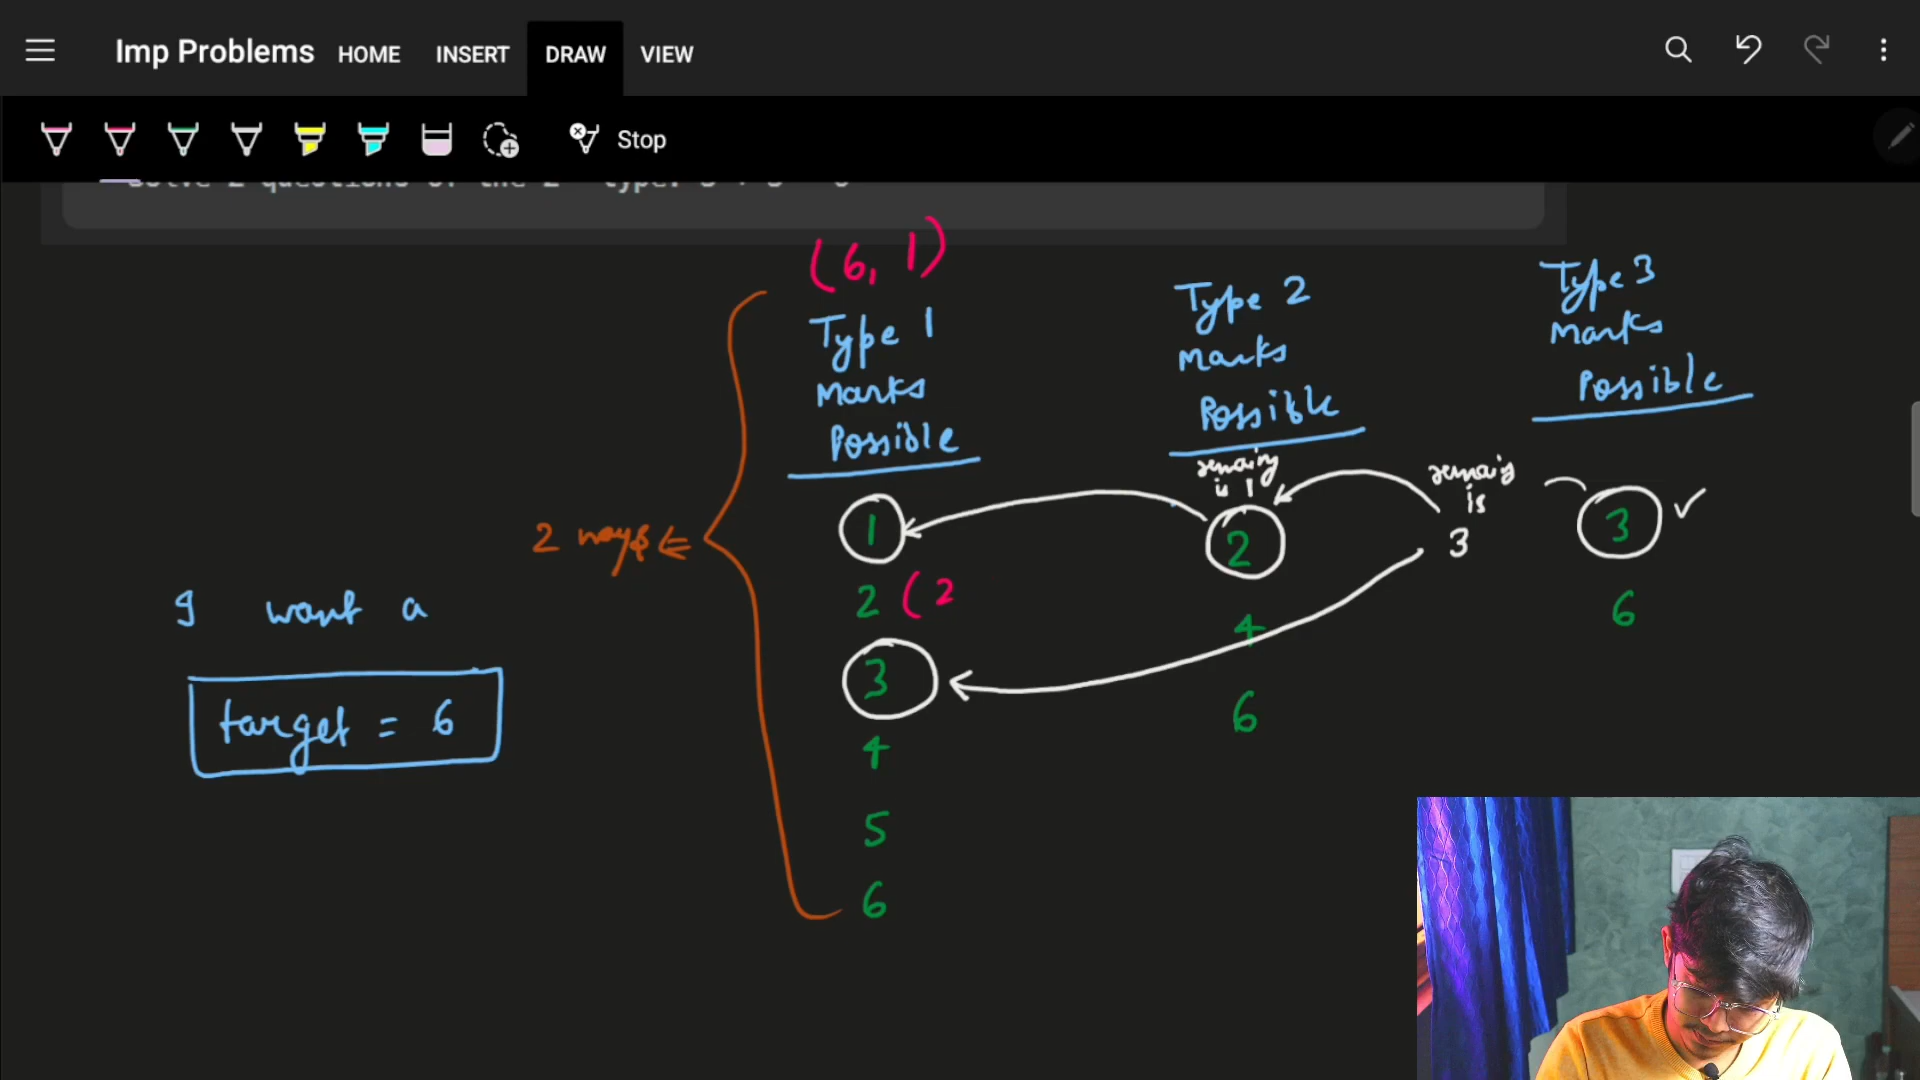 Imp Problems HOME INSERT DRAW VIEW
Stop
(6, 1)
Type 1
Marks
Possible
Type 2
Marks
Possible
Type 3
Marks
Possible
remaing
is 1
remaig
is
3
1
2 (2
3
4
5
6
2
4
6
3 ✓
6
2 ways
I want a
target = 6